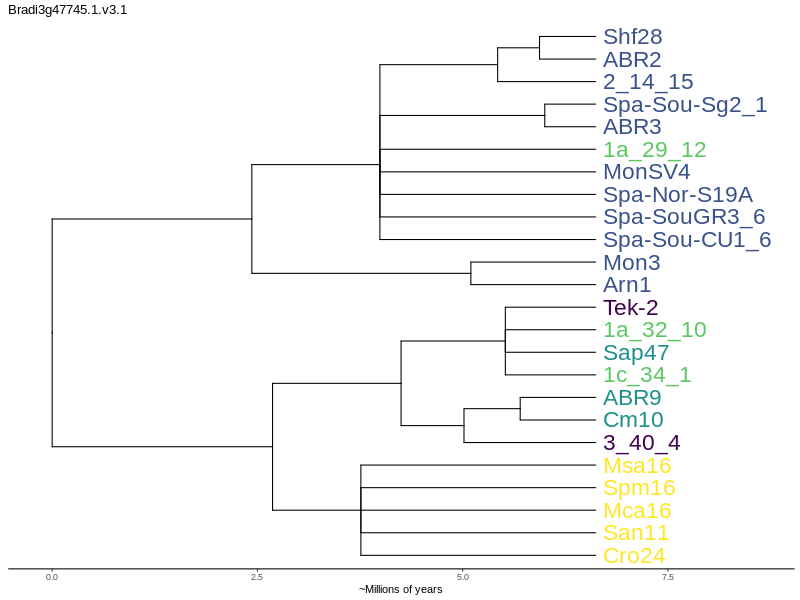 Bradi3g47745.1.v3.1
Shf28
ABR2
2_14_15
Spa-Sou-Sg2_1
ABR3
1a_29_12
MonSV4
Spa-Nor-S19A
Spa-SouGR3_6
Spa-Sou-CU1_6
Mon3
Arn1
Tek-2
1a_32_10
Sap47
1c_34_1
ABR9
Cm10
3_40_4
Msa16
Spm16
Mca16
San11
Cro24
0.0 2.5 5.0 7.5
~Millions of years